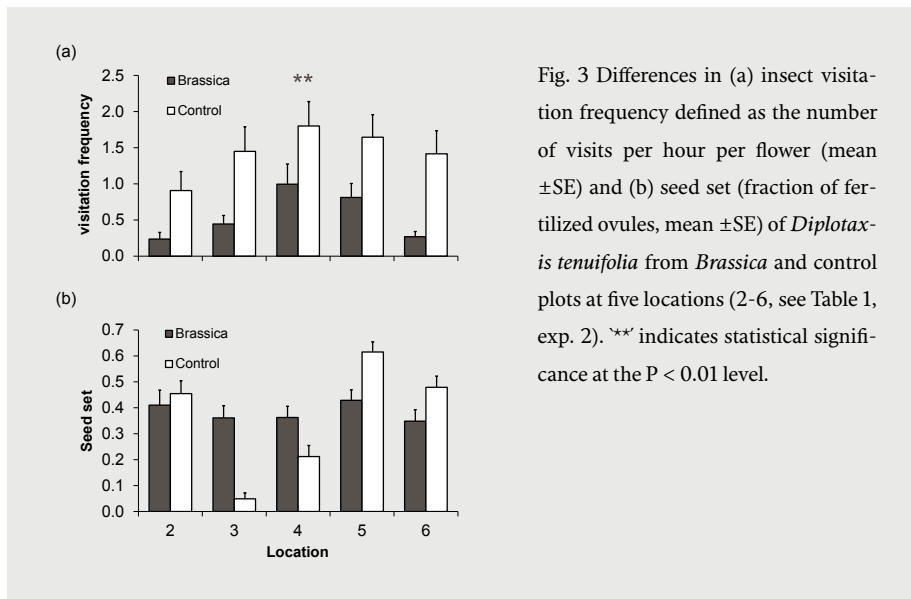 (a)
2.5
2.0
1.5
1.0
0.5
0.0
visitation frequency
Brassica
Control
**
(b)
0.7
0.6
0.5
0.4
0.3
0.2
0.1
0.0
Seed set
Brassica
Control
2 3 4 5 6
Location
Fig. 3 Differences in (a) insect visita-
tion frequency defined as the number
of visits per hour per flower (mean
±SE) and (b) seed set (fraction of fer-
tilized ovules, mean ±SE) of Diplotax-
is tenuifolia from Brassica and control
plots at five locations (2-6, see Table 1,
exp. 2). ‵**′ indicates statistical signifi-
cance at the P < 0.01 level.